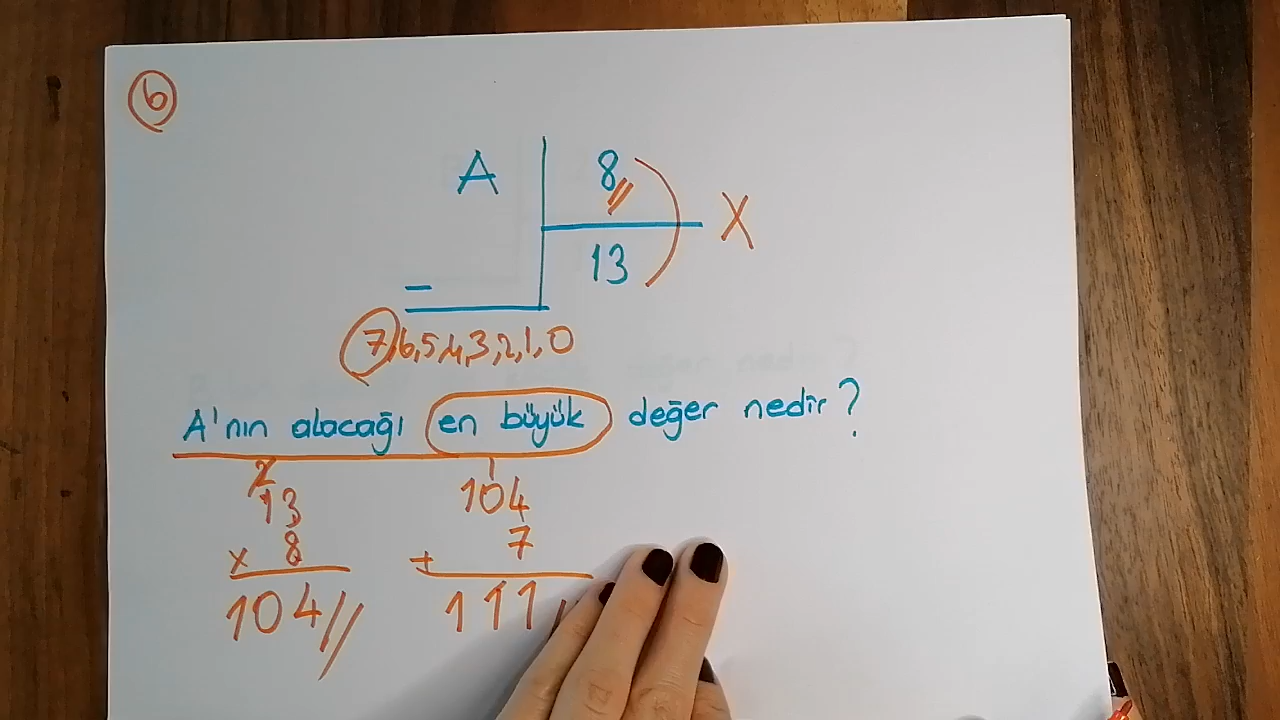 6
A 8
13 X
-
7,6,5,4,3,2,1,0
A'nın alacağı en büyük değer nedir?
2 1
13 104
x 8 + 7
104 111